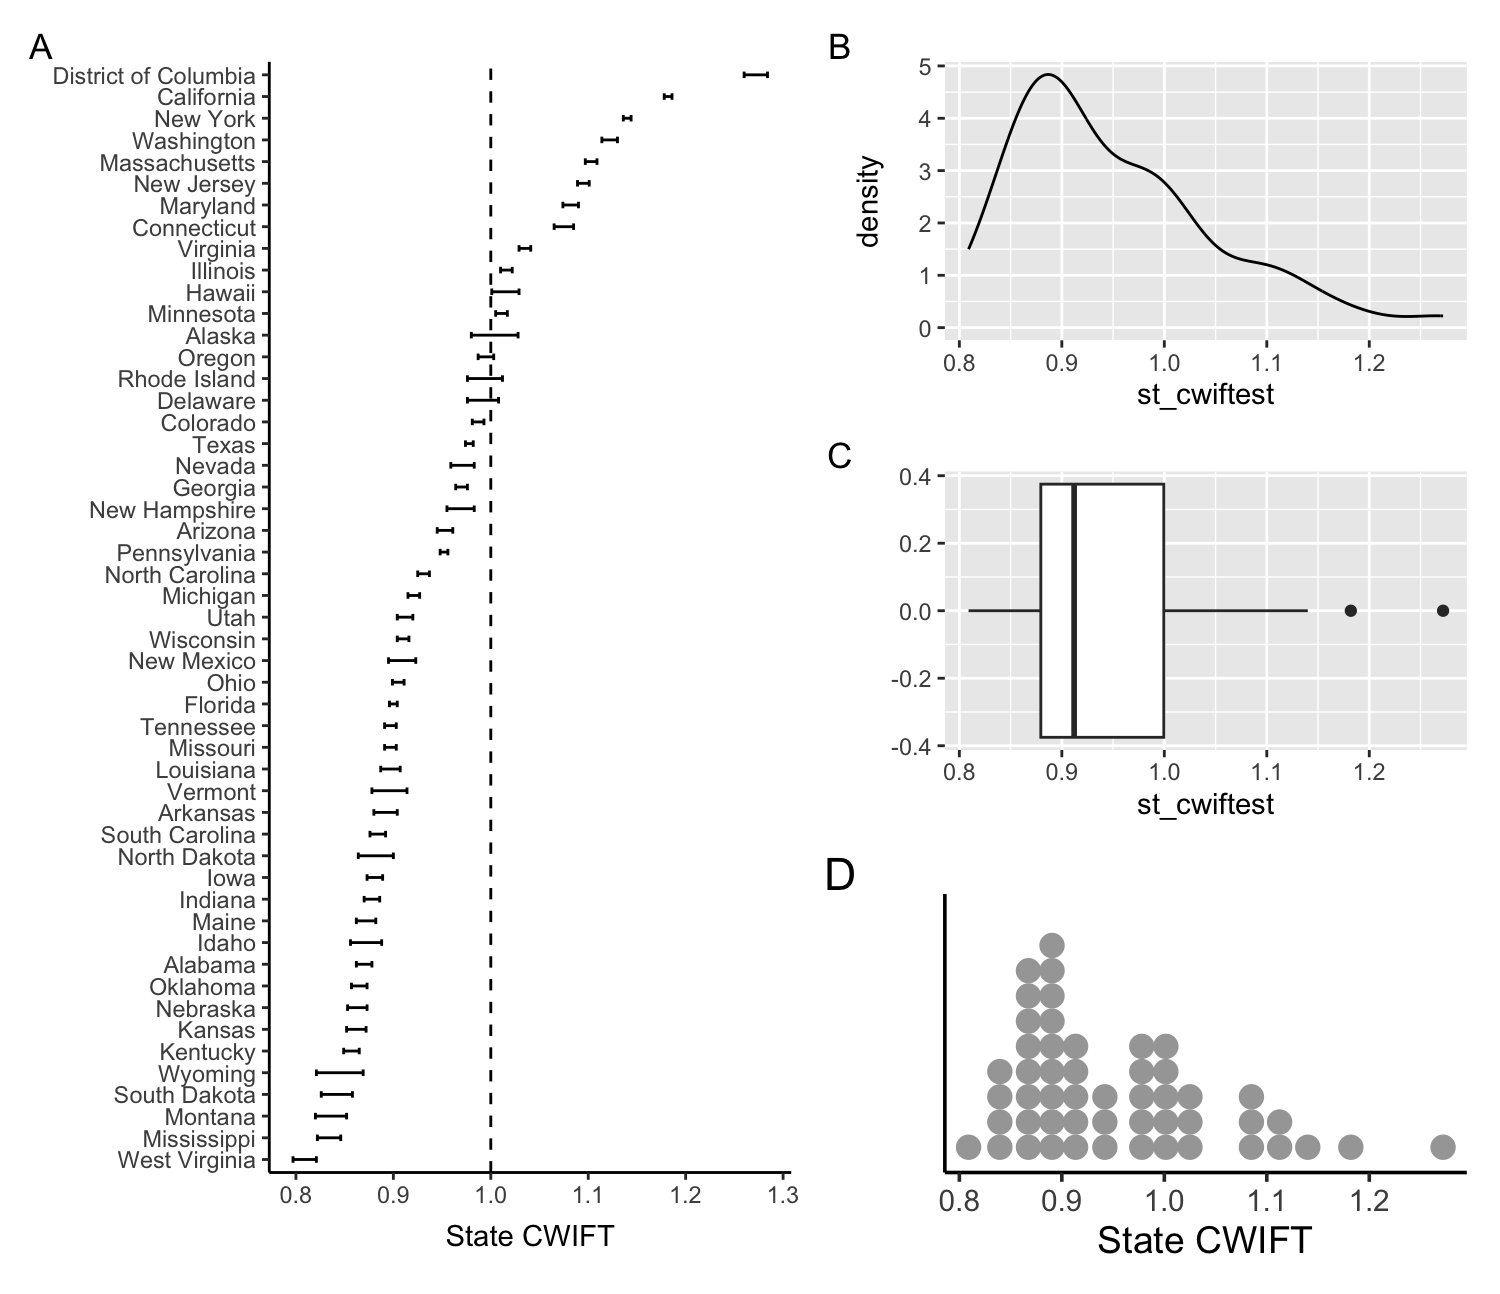 A
District of Columbia
California
New York
Washington
Massachusetts
New Jersey
Maryland
Connecticut
Virginia
Illinois
Hawaii
Minnesota
Alaska
Oregon
Rhode Island
Delaware
Colorado
Texas
Nevada
Georgia
New Hampshire
Arizona
Pennsylvania
North Carolina
Michigan
Utah
Wisconsin
New Mexico
Ohio
Florida
Tennessee
Missouri
Louisiana
Vermont
Arkansas
South Carolina
North Dakota
Iowa
Indiana
Maine
Idaho
Alabama
Oklahoma
Nebraska
Kansas
Kentucky
Wyoming
South Dakota
Montana
Mississippi
West Virginia
0.8 0.9 1.0 1.1 1.2 1.3
State CWIFT
B
5
4
3
2
1
0
density
0.8 0.9 1.0 1.1 1.2
st_cwiftest
C
0.4
0.2
0.0
-0.2
-0.4
0.8 0.9 1.0 1.1 1.2
st_cwiftest
D
0.8 0.9 1.0 1.1 1.2
State CWIFT